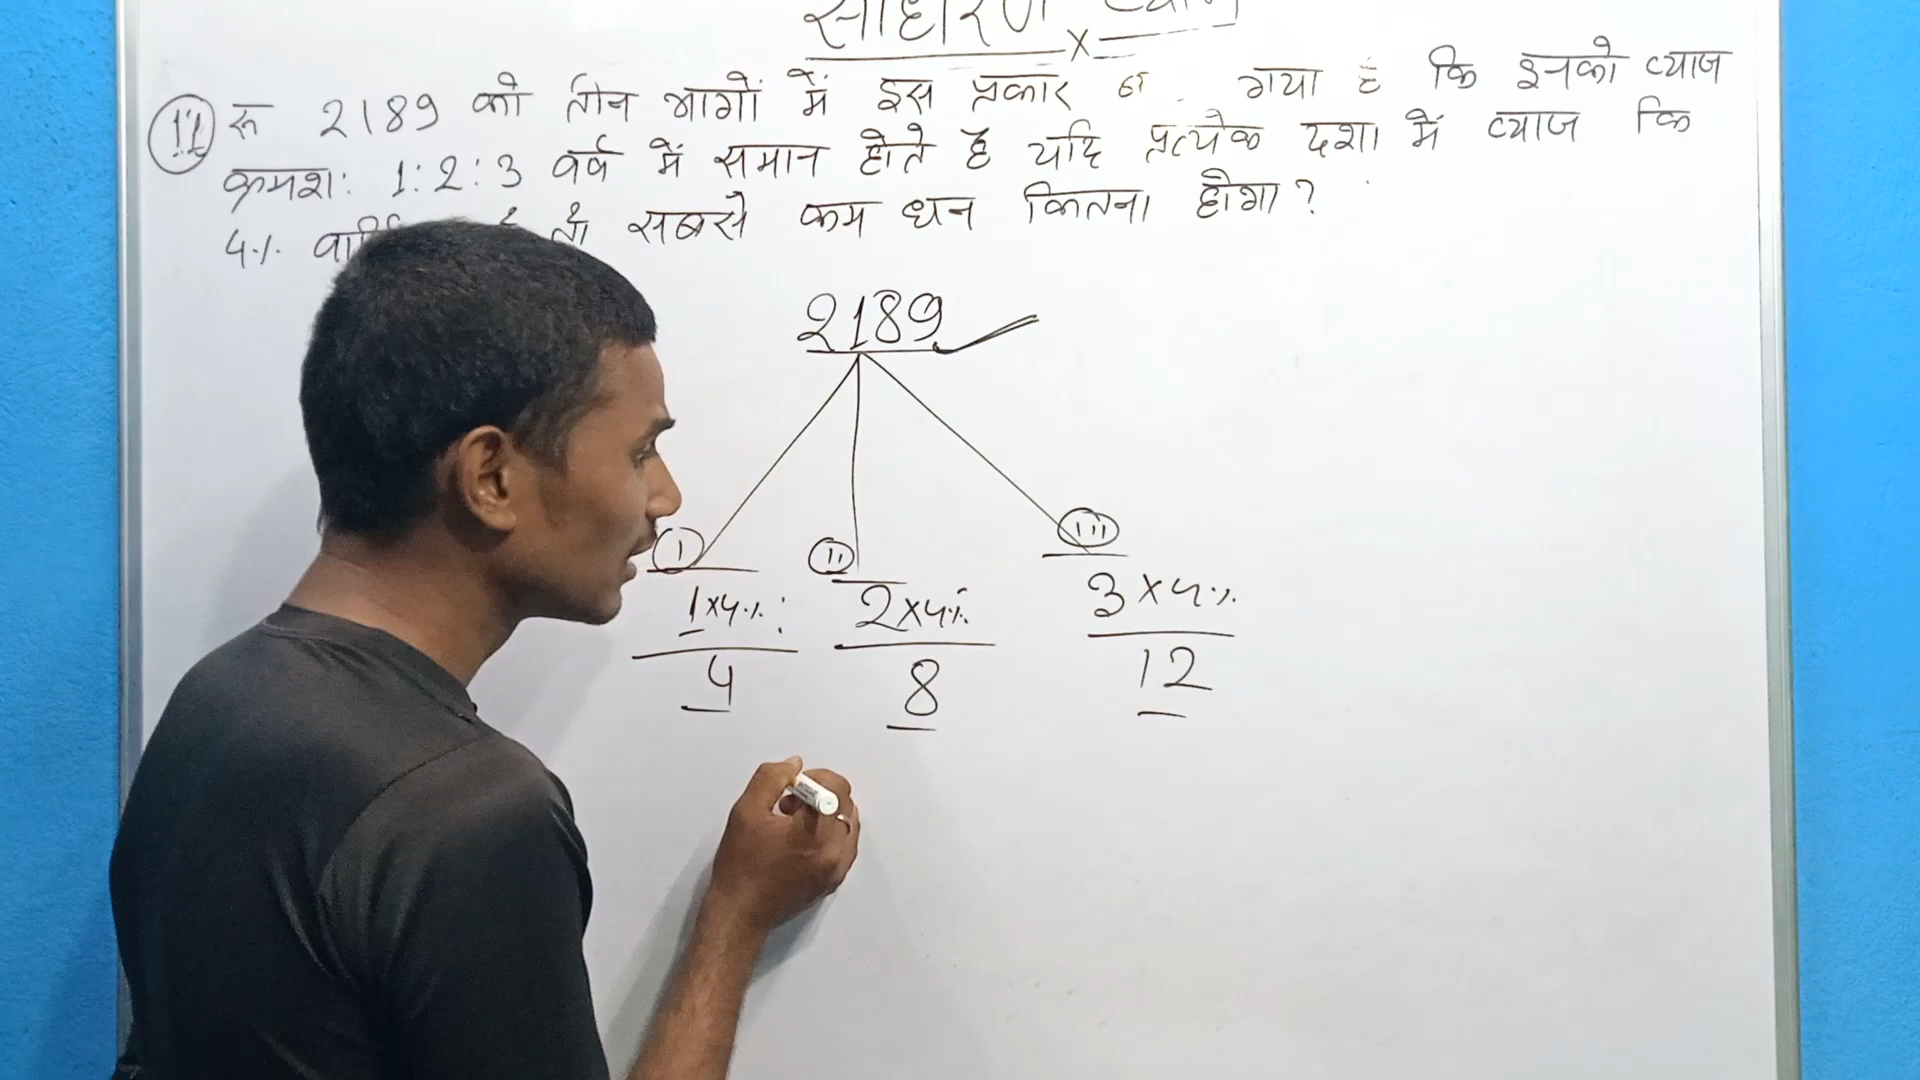 साधारण ब्याज
×
11 रू 2189 को तीन भागों में इस प्रकार गया है कि इनको ब्याज
क्रमशः 1:2:3 वर्ष में समान होते है यदि प्रत्येक दशा में ब्याज कि
4% सबसे कम धन कितना होगा?
2189
I II III
1×4% 2×4% 3×4%
4 8 12